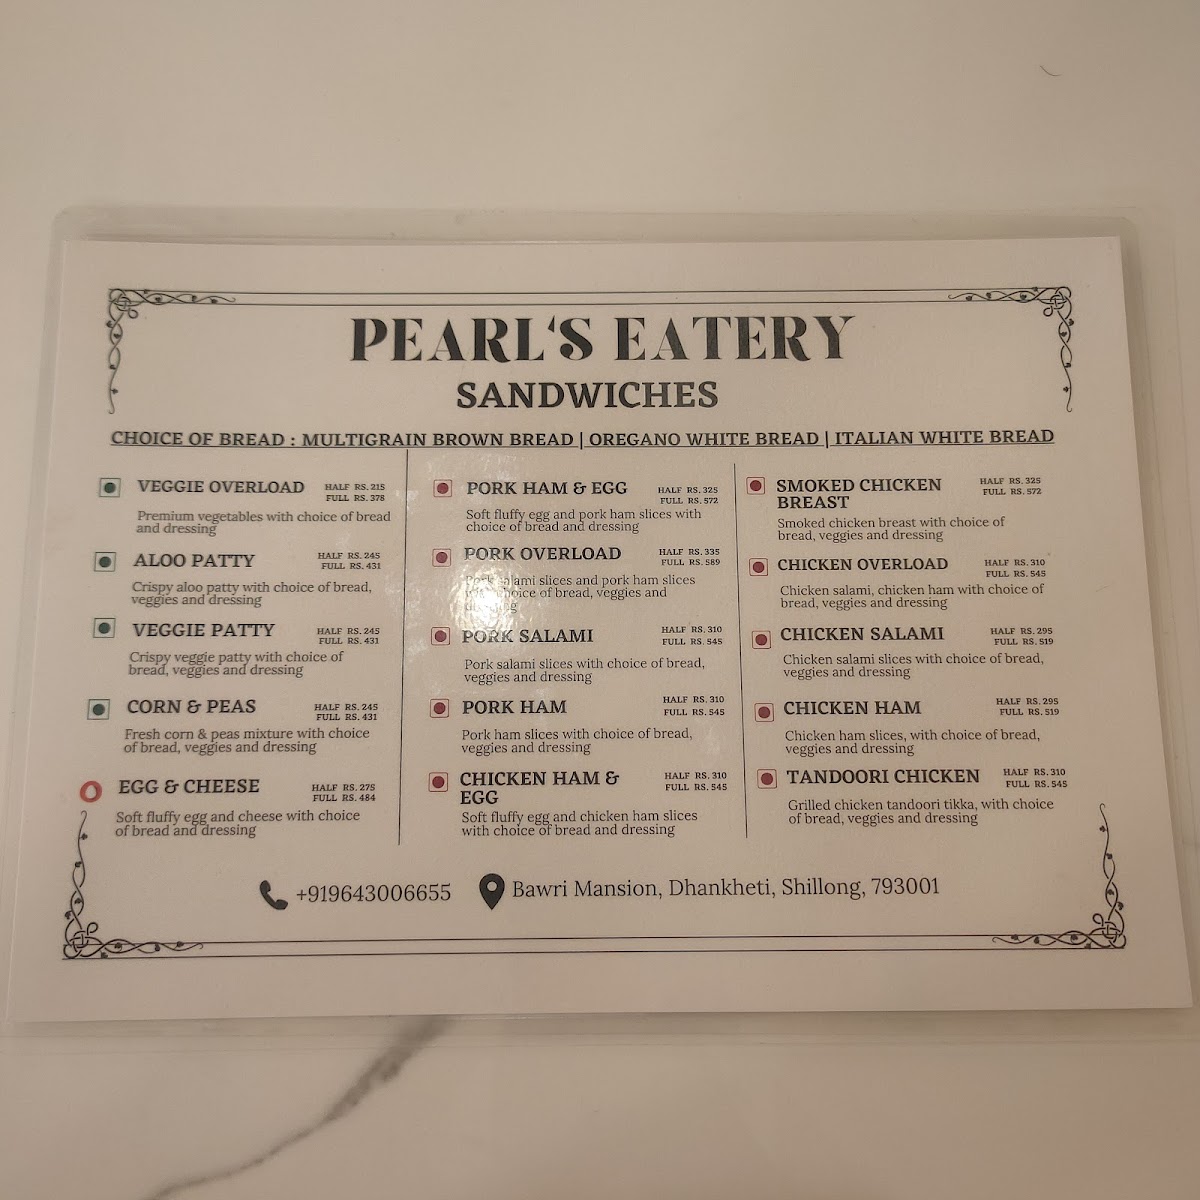 PEARL'S EATERY
SANDWICHES
CHOICE OF BREAD : MULTIGRAIN BROWN BREAD | OREGANO WHITE BREAD | ITALIAN WHITE BREAD
VEGGIE OVERLOAD HALF RS. 215
FULL RS. 378
Premium vegetables with choice of bread
and dressing
ALOO PATTY HALF RS. 245
FULL RS. 431
Crispy aloo patty with choice of bread,
veggies and dressing
VEGGIE PATTY HALF RS. 245
FULL RS. 431
Crispy veggie patty with choice of
bread, veggies and dressing
CORN & PEAS HALF RS. 245
FULL RS. 431
Fresh corn & peas mixture with choice
of bread, veggies and dressing
EGG & CHEESE HALF RS. 275
FULL RS. 484
Soft fluffy egg and cheese with choice
of bread and dressing
PORK HAM & EGG HALF RS. 325
FULL RS. 572
Soft fluffy egg and pork ham slices with
choice of bread and dressing
PORK OVERLOAD HALF RS. 335
FULL RS. 589
Pork salami slices and pork ham slices
with choice of bread, veggies and
dressing
PORK SALAMI HALF RS. 310
FULL RS. 545
Pork salami slices with choice of bread,
veggies and dressing
PORK HAM HALF RS. 310
FULL RS. 545
Pork ham slices with choice of bread,
veggies and dressing
CHICKEN HAM & HALF RS. 310
EGG FULL RS. 545
Soft fluffy egg and chicken ham slices
with choice of bread and dressing
SMOKED CHICKEN HALF RS. 325
BREAST FULL RS. 572
Smoked chicken breast with choice of
bread, veggies and dressing
CHICKEN OVERLOAD HALF RS. 310
FULL RS. 545
Chicken salami, chicken ham with choice of
bread, veggies and dressing
CHICKEN SALAMI HALF RS. 295
FULL RS. 519
Chicken salami slices with choice of bread,
veggies and dressing
CHICKEN HAM HALF RS. 295
FULL RS. 519
Chicken ham slices, with choice of bread,
veggies and dressing
TANDOORI CHICKEN HALF RS. 310
FULL RS. 545
Grilled chicken tandoori tikka, with choice
of bread, veggies and dressing
+919643006655 Bawri Mansion, Dhankheti, Shillong, 793001